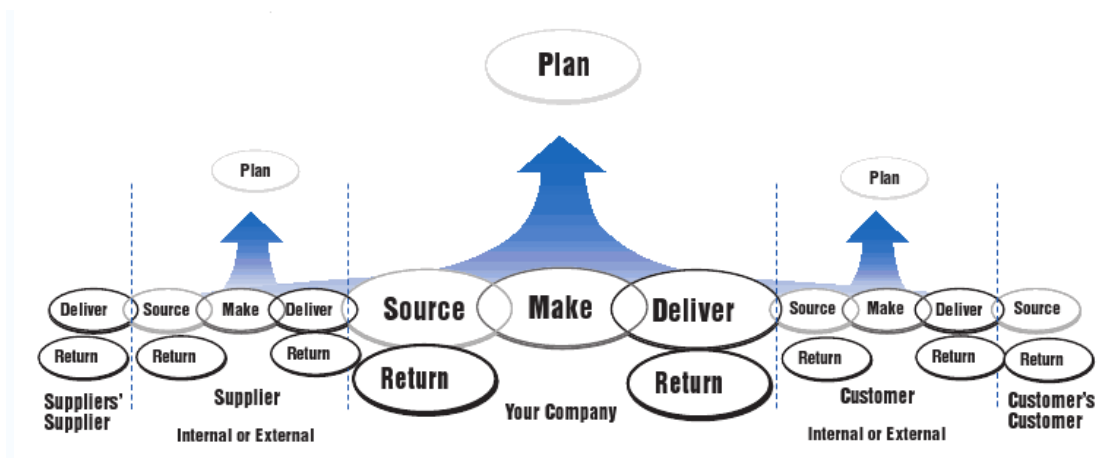 Plan
Plan
Plan
Deliver
Source
Make
Deliver
Source
Make
Deliver
Source
Make
Deliver
Source
Return
Return
Return
Return
Return
Return
Return
Return
Suppliers'
Supplier
Supplier
Internal or External
Your Company
Customer
Internal or External
Customer's
Customer